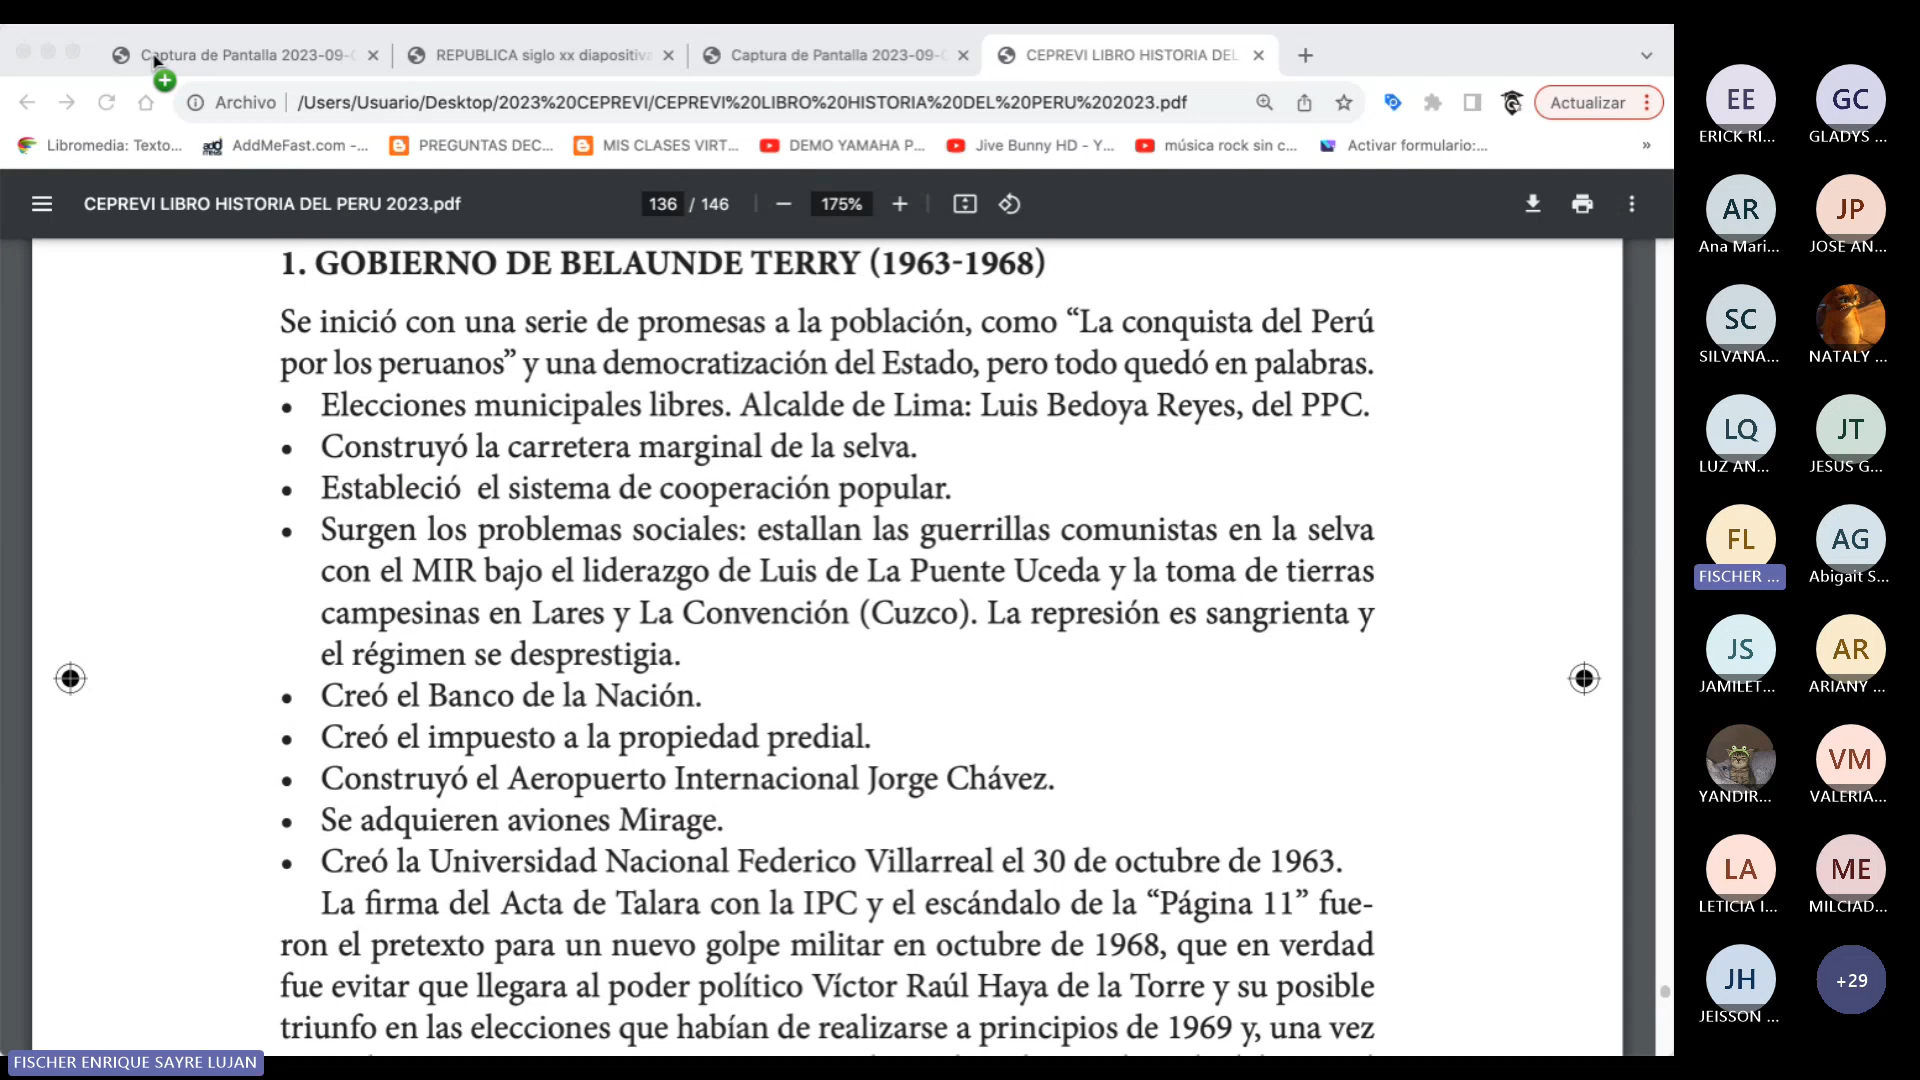 Captura de Pantalla 2023-09-
REPUBLICA siglo xx diapositiv
Captura de Pantalla 2023-09-
CEPREVI LIBRO HISTORIA DEL
Archivo
/Users/Usuario/Desktop/2023%20CEPREVI/CEPREVI%20LIBRO%20HISTORIA%20DEL%20PERU%202023.pdf
Actualizar
Libromedia: Texto...
AddMeFast.com -...
PREGUNTAS DEC...
MIS CLASES VIRT...
DEMO YAMAHA P...
Jive Bunny HD - Y...
música rock sin c...
Activar formulario:...
»
CEPREVI LIBRO HISTORIA DEL PERU 2023.pdf
136 / 146
175%
1. GOBIERNO DE BELAUNDE TERRY (1963-1968)
Se inició con una serie de promesas a la población, como “La conquista del Perú
por los peruanos” y una democratización del Estado, pero todo quedó en palabras.
• Elecciones municipales libres. Alcalde de Lima: Luis Bedoya Reyes, del PPC.
• Construyó la carretera marginal de la selva.
• Estableció el sistema de cooperación popular.
• Surgen los problemas sociales: estallan las guerrillas comunistas en la selva
con el MIR bajo el liderazgo de Luis de La Puente Uceda y la toma de tierras
campesinas en Lares y La Convención (Cuzco). La represión es sangrienta y
el régimen se desprestigia.
• Creó el Banco de la Nación.
• Creó el impuesto a la propiedad predial.
• Construyó el Aeropuerto Internacional Jorge Chávez.
• Se adquieren aviones Mirage.
• Creó la Universidad Nacional Federico Villarreal el 30 de octubre de 1963.
La firma del Acta de Talara con la IPC y el escándalo de la “Página 11” fue-
ron el pretexto para un nuevo golpe militar en octubre de 1968, que en verdad
fue evitar que llegara al poder político Víctor Raúl Haya de la Torre y su posible
triunfo en las elecciones que habían de realizarse a principios de 1969 y, una vez
FISCHER ENRIQUE SAYRE LUJAN
EE
ERICK RI...
GC
GLADYS ...
AR
Ana Mari...
JP
JOSE AN...
SC
SILVANA...
NATALY ...
LQ
LUZ AN...
JT
JESUS G...
FL
FISCHER ...
AG
Abigait S...
JS
JAMILET...
AR
ARIANY ...
YANDIR...
VM
VALERIA...
LA
LETICIA I...
ME
MILCIAD...
JH
JEISSON ...
+29